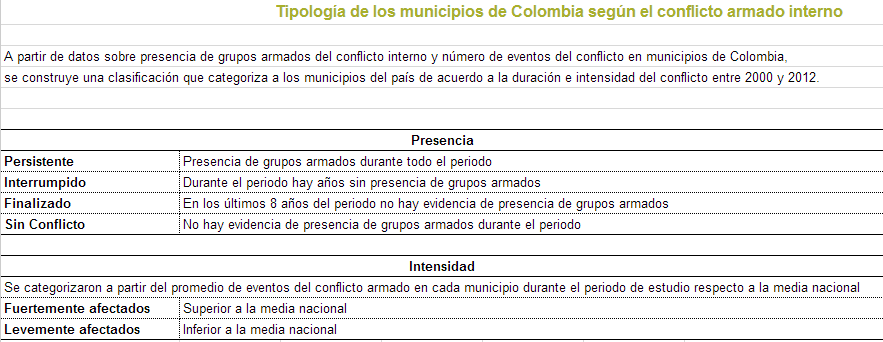 Tipología de los municipios de Colombia según el conflicto armado interno
A partir de datos sobre presencia de grupos armados del conflicto interno y número de eventos del conflicto en municipios de Colombia,
se construye una clasificación que categoriza a los municipios del país de acuerdo a la duración e intensidad del conflicto entre 2000 y 2012.
Presencia
Persistente Presencia de grupos armados durante todo el periodo
Interrumpido Durante el periodo hay años sin presencia de grupos armados
Finalizado En los últimos 8 años del periodo no hay evidencia de presencia de grupos armados
Sin Conflicto No hay evidencia de presencia de grupos armados durante el periodo
Intensidad
Se categorizaron a partir del promedio de eventos del conflicto armado en cada municipio durante el periodo de estudio respecto a la media nacional
Fuertemente afectados Superior a la media nacional
Levemente afectados Inferior a la media nacional